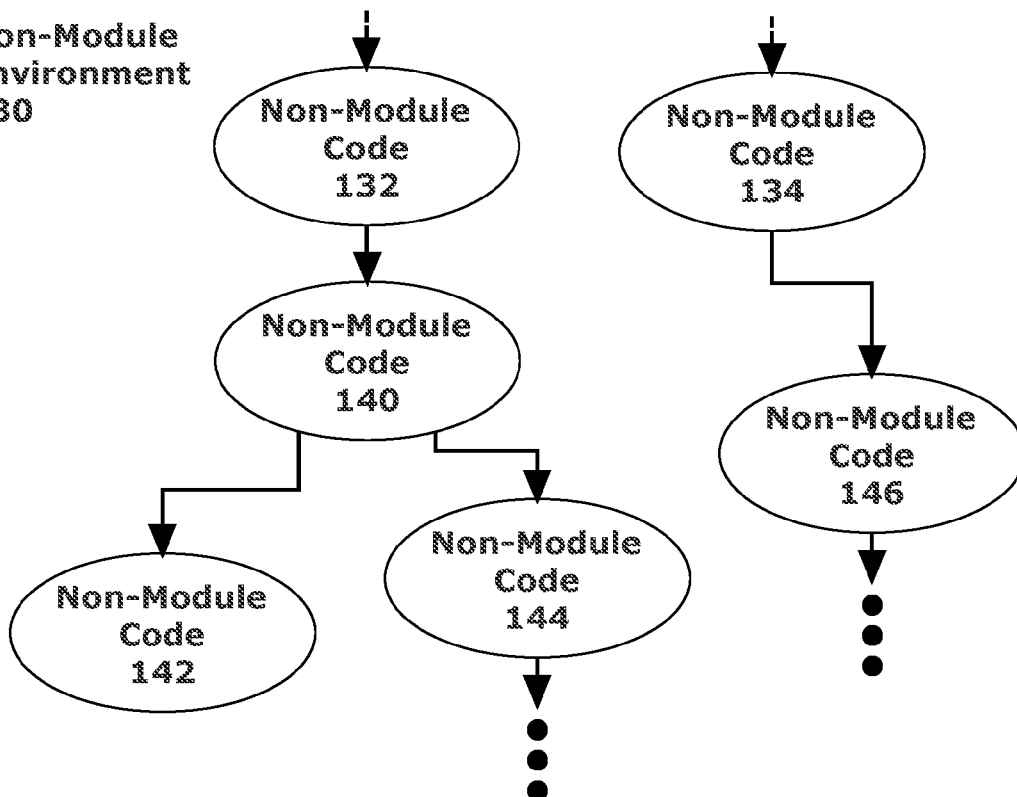 on-Module
nvironment
30
Non-Module
Code
132
Non-Module
Code
134
Non-Module
Code
140
Non-Module
Code
146
Non-Module
Code
144
Non-Module
Code
142